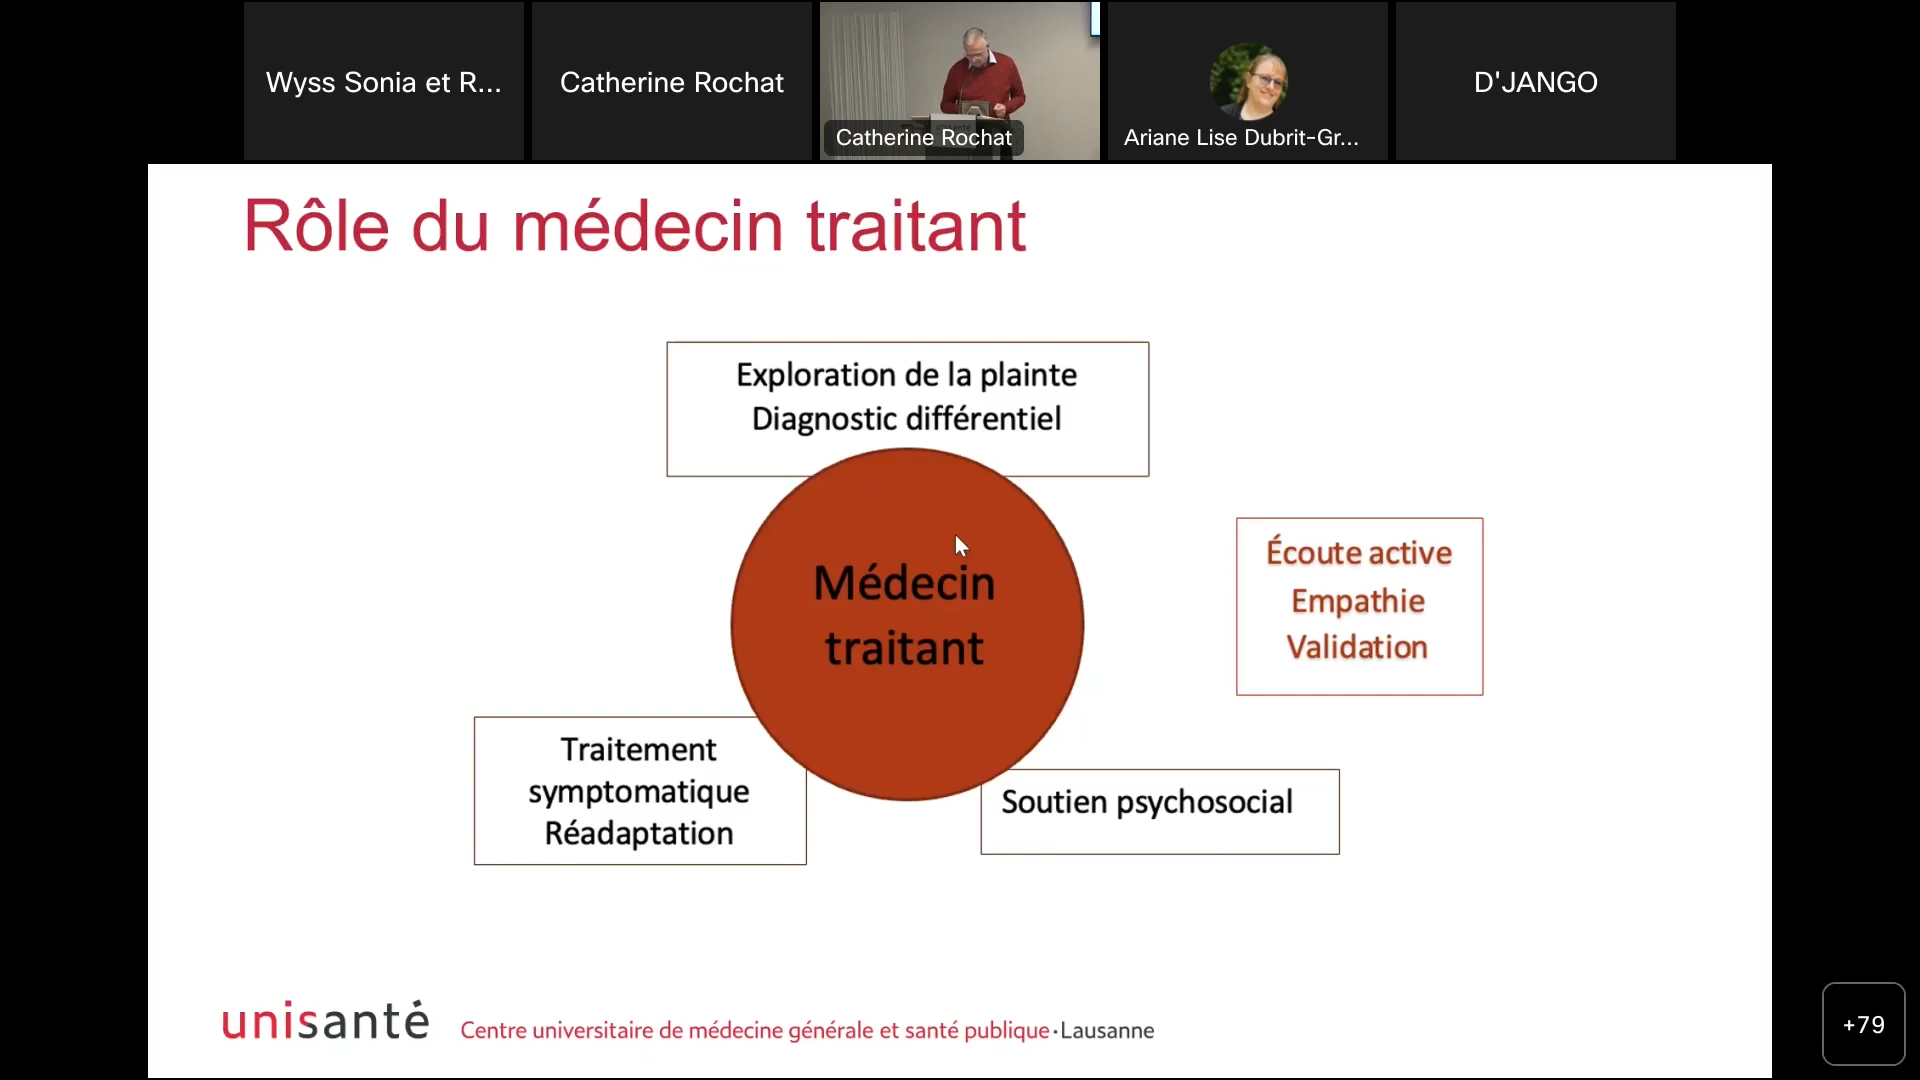 Wyss Sonia et R...
Catherine Rochat
Catherine Rochat
Ariane Lise Dubrit-Gr...
D'JANGO
Rôle du médecin traitant
Exploration de la plainte
Diagnostic différentiel
Médecin
traitant
Écoute active
Empathie
Validation
Traitement
symptomatique
Réadaptation
Soutien psychosocial
unisanté
Centre universitaire de médecine générale et santé publique · Lausanne
+79